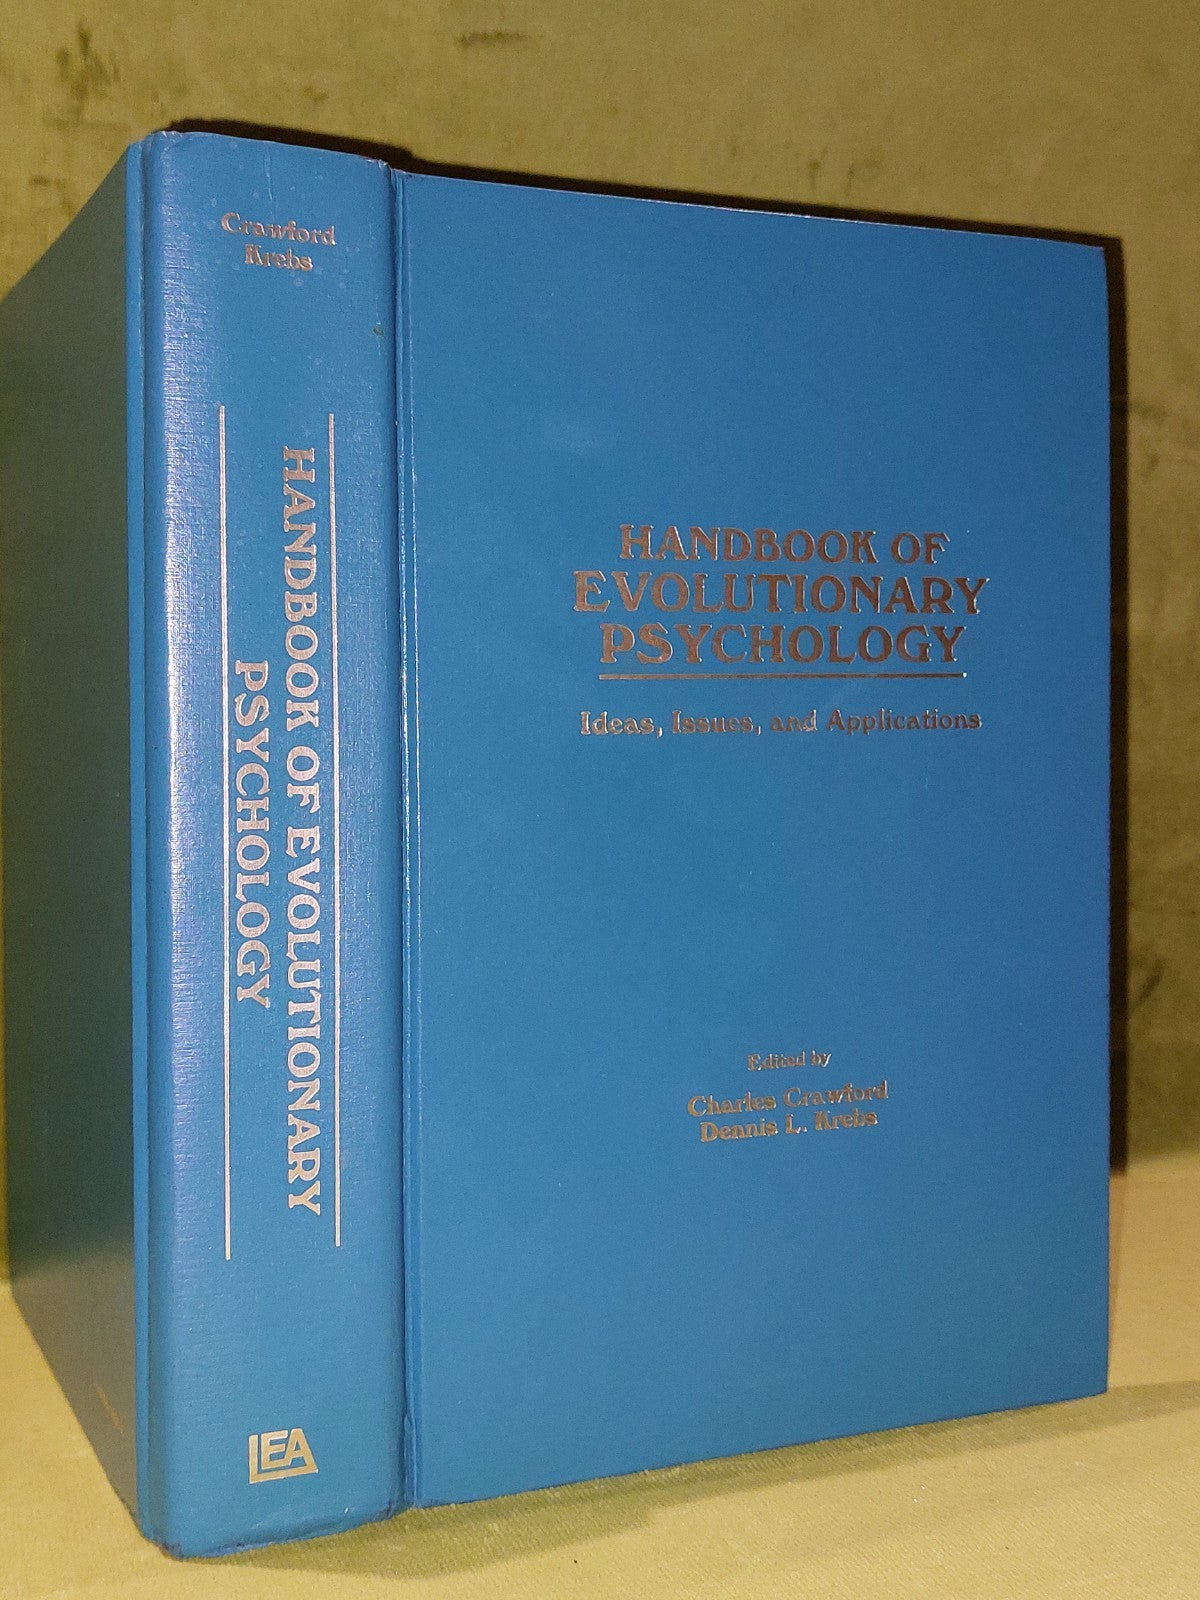 Crawford
Krebs
HANDBOOK OF EVOLUTIONARY
PSYCHOLOGY
LEA
HANDBOOK OF
EVOLUTIONARY
PSYCHOLOGY
Ideas, Issues, and Applications
Edited by
Charles Crawford
Dennis L. Krebs